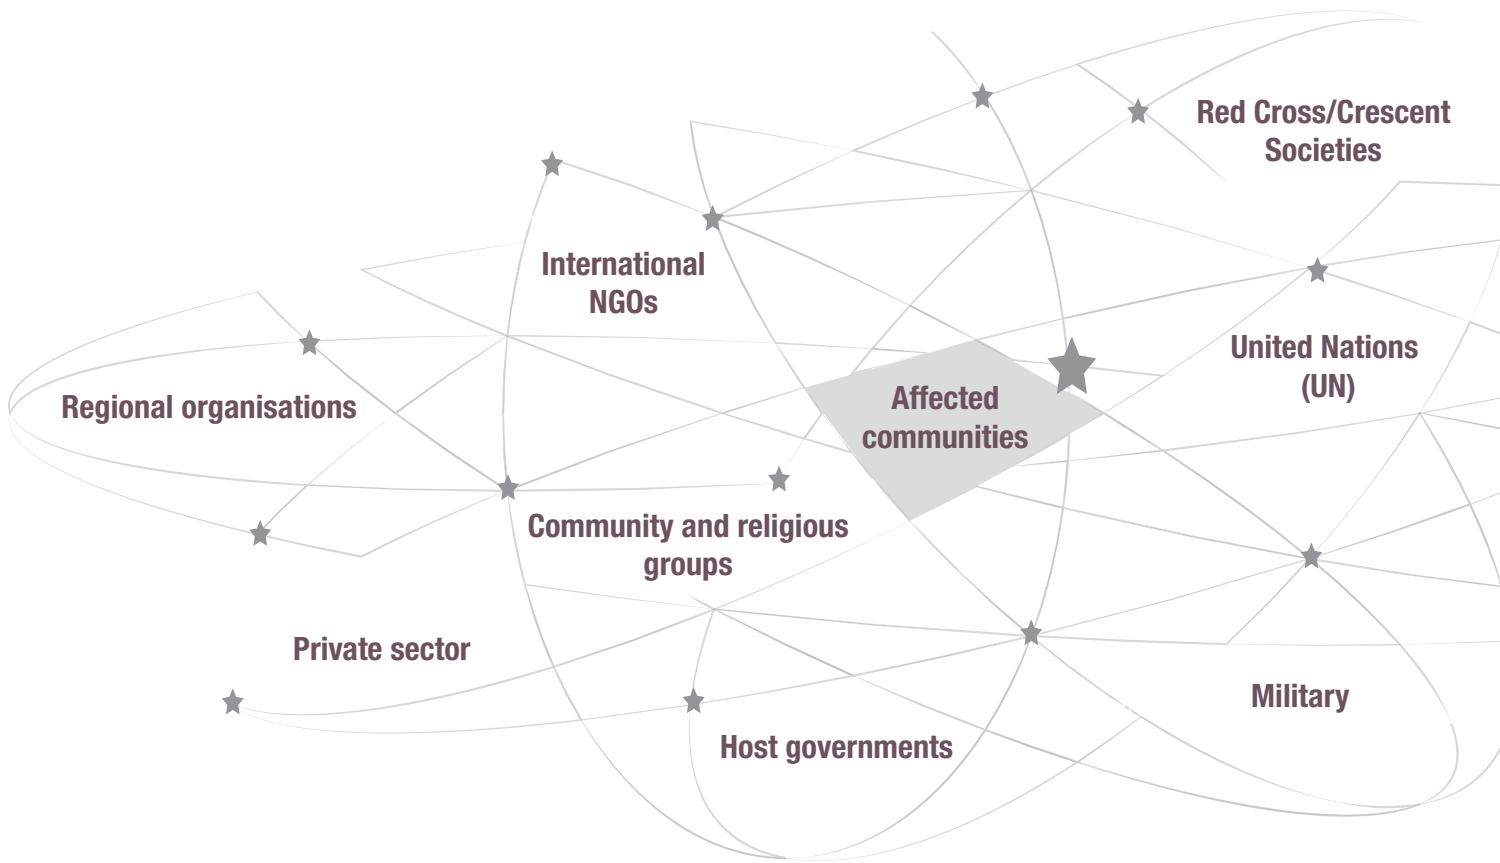 Red Cross/Crescent
Societies
International
NGOs
United Nations
(UN)
Regional organisations
Affected
communities
Community and religious
groups
Private sector
Military
Host governments